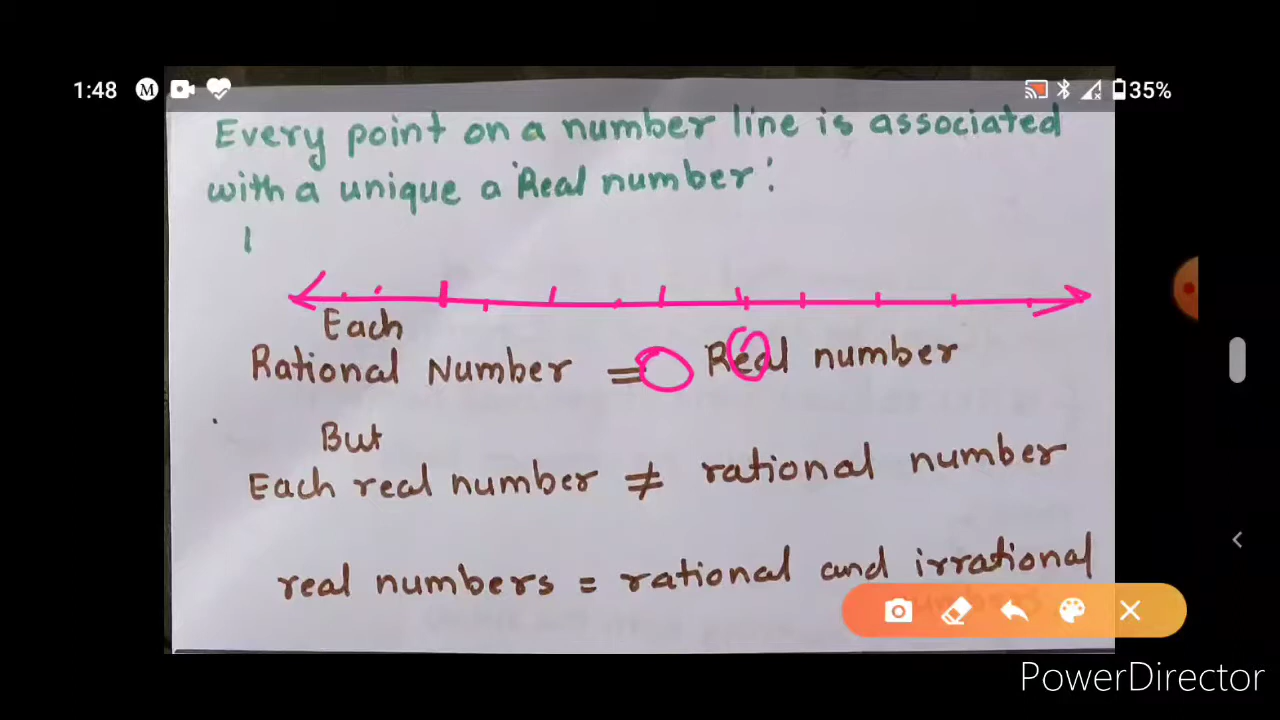 1:48 M 35%
Every point on a number line is associated
with a unique a Real number:
Each
Rational Number = Real number
But
Each real number ≠ rational number
real numbers = rational and irrational
numbers
PowerDirector